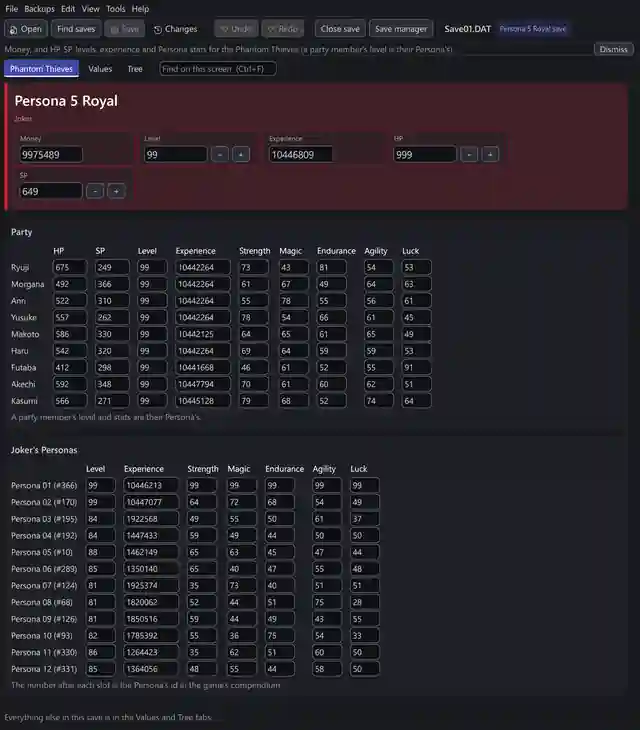 File Backups Edit View Tools Help
Open Find saves Save Changes Undo Redo Close save Save manager Save01.DAT Persona 5 Royal save
Money, and HP SP levels, experience and Persona stats for the Phantom Thieves (a party member's level is their Persona's). Dismiss
Phantom Thieves Values Tree Find on this screen (Ctrl+F)
Persona 5 Royal
Joker
Money Level Experience HP
9975489 99 − + 10446809 999 − +
SP
649 − +
Party
HP SP Level Experience Strength Magic Endurance Agility Luck
Ryuji 675 249 99 10442264 73 43 81 54 53
Morgana 492 366 99 10442264 61 67 49 64 63
Ann 522 310 99 10442264 55 78 55 56 61
Yusuke 557 262 99 10442264 78 54 66 61 45
Makoto 586 330 99 10442125 64 65 61 65 49
Haru 542 320 99 10442264 69 64 59 59 53
Futaba 412 298 99 10441668 46 61 52 55 91
Akechi 592 348 99 10447794 70 61 60 62 51
Kasumi 566 271 99 10445128 79 68 52 74 64
A party member's level and stats are their Persona's.
Joker's Personas
Level Experience Strength Magic Endurance Agility Luck
Persona 01 (#366) 99 10446213 99 99 99 99 99
Persona 02 (#170) 99 10447077 64 72 68 54 49
Persona 03 (#195) 84 1922568 49 55 50 61 37
Persona 04 (#192) 84 1447433 59 49 44 50 50
Persona 05 (#10) 88 1462149 65 63 45 47 44
Persona 06 (#289) 85 1350140 65 40 47 55 48
Persona 07 (#124) 81 1925374 35 73 40 51 51
Persona 08 (#68) 81 1820062 52 44 51 75 28
Persona 09 (#126) 81 1850516 59 44 49 43 55
Persona 10 (#93) 82 1785392 55 36 75 54 33
Persona 11 (#330) 86 1264423 35 62 51 60 50
Persona 12 (#331) 85 1364056 48 55 44 58 50
The number after each slot is the Persona's id in the game's compendium.
Everything else in this save is in the Values and Tree tabs.